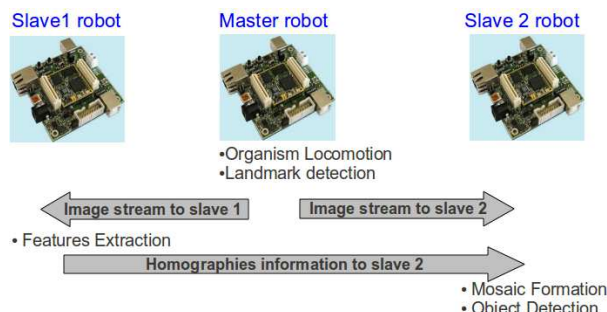 Slave1 robot
Master robot
Slave 2 robot
•Organism Locomotion
•Landmark detection
Image stream to slave 1
Image stream to slave 2
• Features Extraction
Homographies information to slave 2
• Mosaic Formation
• Object Detection